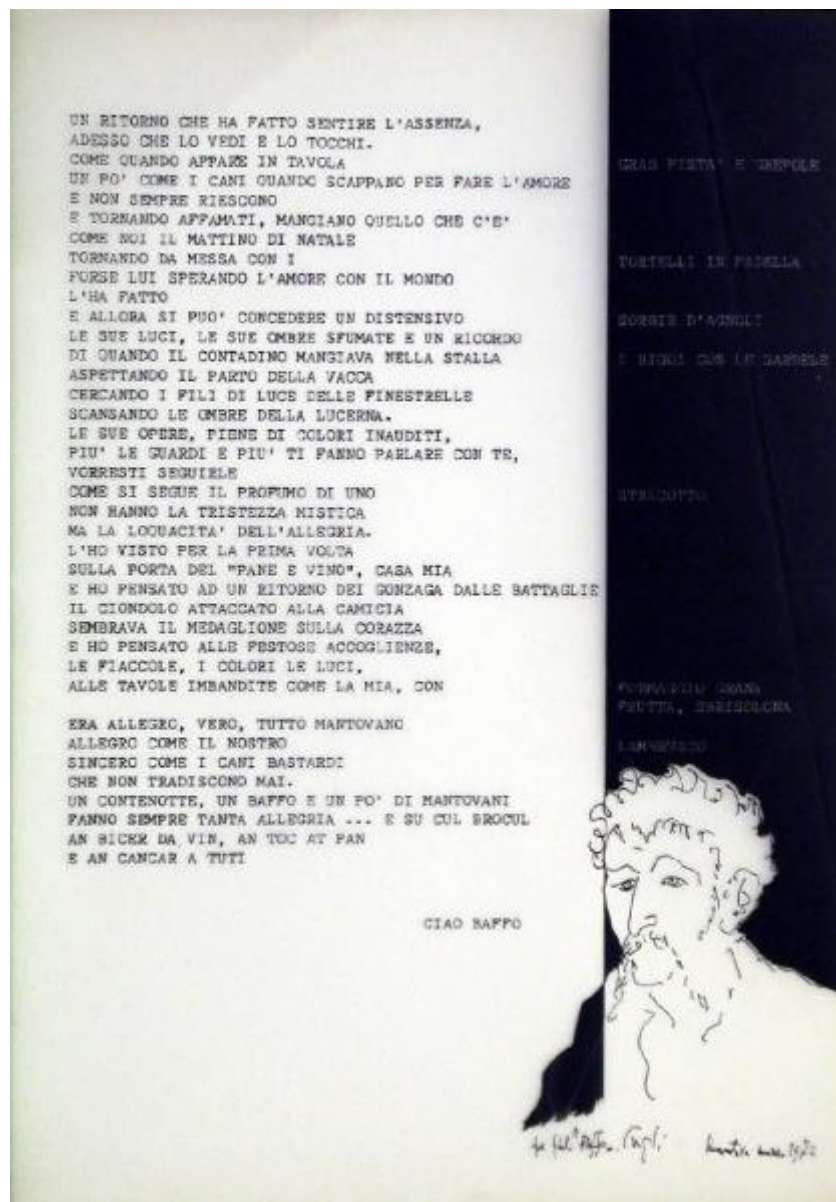 UN RITORNO CHE HA FATTO SENTIRE L'ASSENZA,
ADESSO CHE LO VEDI E LO TOCCHI.
COME QUANDO APPARE IN TAVOLA GRAS PISTA' E GREPOLE
UN PO' COME I CANI QUANDO SCAPPANO PER FARE L'AMORE
E NON SEMPRE RIESCONO
E TORNANDO AFFAMATI, MANGIANO QUELLO CHE C'E'
COME NOI IL MATTINO DI NATALE
TORNANDO DA MESSA CON I TORTELLI IN PADELLA
FORSE LUI SPERANDO L'AMORE CON IL MONDO
L'HA FATTO
E ALLORA SI PUO' CONCEDERE UN DISTENSIVO SORSIR D'AGNOLI
LE SUE LUCI, LE SUE OMBRE SFUMATE E UN RICORDO
DI QUANDO IL CONTADINO MANGIAVA NELLA STALLA I BIGOI CON LE SARDELE
ASPETTANDO IL PARTO DELLA VACCA
CERCANDO I FILI DI LUCE DELLE FINESTRELLE
SCANSANDO LE OMBRE DELLA LUCERNA.
LE SUE OPERE, PIENE DI COLORI INAUDITI,
PIU' LE GUARDI E PIU' TI FANNO PARLARE CON TE,
VORRESTI SEGUIRLE
COME SI SEGUE IL PROFUMO DI UNO STRACOTTO
NON HANNO LA TRISTEZZA MISTICA
MA LA LOQUACITA' DELL'ALLEGRIA.
L'HO VISTO PER LA PRIMA VOLTA
SULLA PORTA DEL "PANE E VINO", CASA MIA
E HO PENSATO AD UN RITORNO DEI GONZAGA DALLE BATTAGLIE
IL CIONDOLO ATTACCATO ALLA CAMICIA
SEMBRAVA IL MEDAGLIONE SULLA CORAZZA
E HO PENSATO ALLE FESTOSE ACCOGLIENZE,
LE FIACCOLE, I COLORI LE LUCI,
ALLE TAVOLE IMBANDITE COME LA MIA, CON FORMAGGIO GRANA
FRUTTA, SBRISOLONA
ERA ALLEGRO, VERO, TUTTO MANTOVANO
ALLEGRO COME IL NOSTRO LAMBRUSCO
SINCERO COME I CANI BASTARDI
CHE NON TRADISCONO MAI.
UN CONTENOTTE, UN BAFFO E UN PO' DI MANTOVANI
FANNO SEMPRE TANTA ALLEGRIA ... E SU CUL BROCUL
AN BICER DA VIN, AN TOC AT PAN
E AN CANCAR A TUTI
CIAO BAFFO